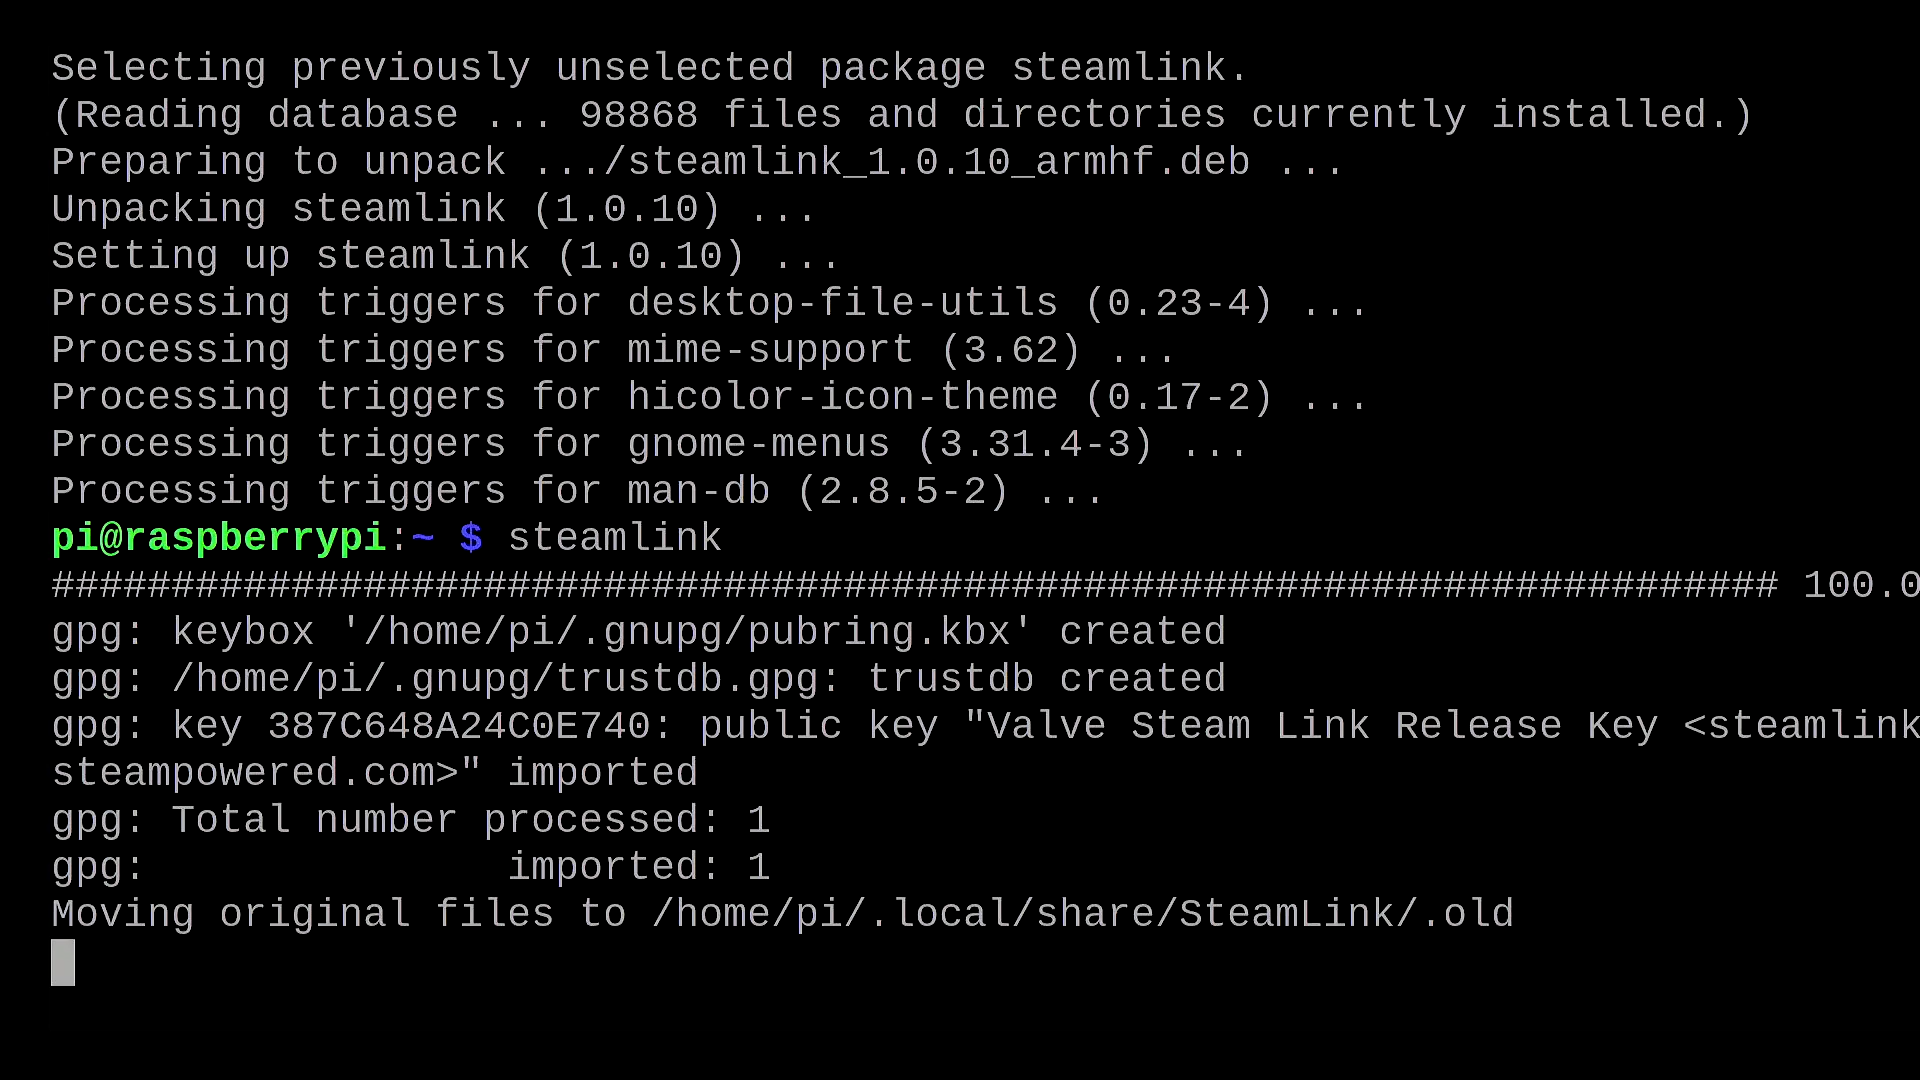 Selecting previously unselected package steamlink.
(Reading database ... 98868 files and directories currently installed.)
Preparing to unpack .../steamlink_1.0.10_armhf.deb ...
Unpacking steamlink (1.0.10) ...
Setting up steamlink (1.0.10) ...
Processing triggers for desktop-file-utils (0.23-4) ...
Processing triggers for mime-support (3.62) ...
Processing triggers for hicolor-icon-theme (0.17-2) ...
Processing triggers for gnome-menus (3.31.4-3) ...
Processing triggers for man-db (2.8.5-2) ...
pi@raspberrypi:~ $ steamlink
######################################################################## 100.0
gpg: keybox '/home/pi/.gnupg/pubring.kbx' created
gpg: /home/pi/.gnupg/trustdb.gpg: trustdb created
gpg: key 387C648A24C0E740: public key "Valve Steam Link Release Key <steamlink
steampowered.com>" imported
gpg: Total number processed: 1
gpg:               imported: 1
Moving original files to /home/pi/.local/share/SteamLink/.old